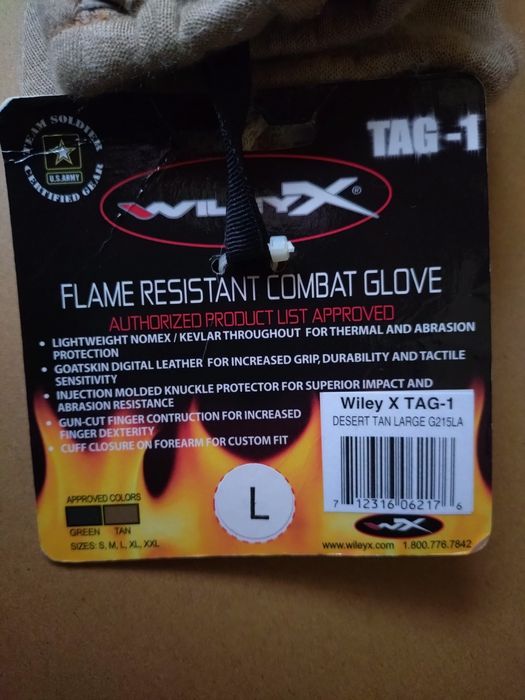 TEAM SOLDIER
CERTIFIED GEAR
U.S. ARMY
TAG -1
WILEY X ®
FLAME RESISTANT COMBAT GLOVE
AUTHORIZED PRODUCT LIST APPROVED
• LIGHTWEIGHT NOMEX / KEVLAR THROUGHOUT FOR THERMAL AND ABRASION
PROTECTION
• GOATSKIN DIGITAL LEATHER FOR INCREASED GRIP, DURABILITY AND TACTILE
SENSITIVITY
• INJECTION MOLDED KNUCKLE PROTECTOR FOR SUPERIOR IMPACT AND
ABRASION RESISTANCE
• GUN-CUT FINGER CONTRUCTION FOR INCREASED
FINGER DEXTERITY
• CUFF CLOSURE ON FOREARM FOR CUSTOM FIT
Wiley X TAG-1
DESERT TAN LARGE G215LA
7 12316 06217 6
L
APPROVED COLORS
GREEN TAN
SIZES: S, M, L, XL, XXL
WX
www.wileyx.com 1.800.776.7842